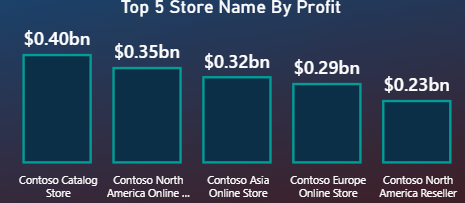 Top 5 Store Name By Profit
$0.40bn
$0.35bn
$0.32bn
$0.29bn
$0.23bn
Contoso Catalog
Store
Contoso North
America Online ...
Contoso Asia
Online Store
Contoso Europe
Online Store
Contoso North
America Reseller